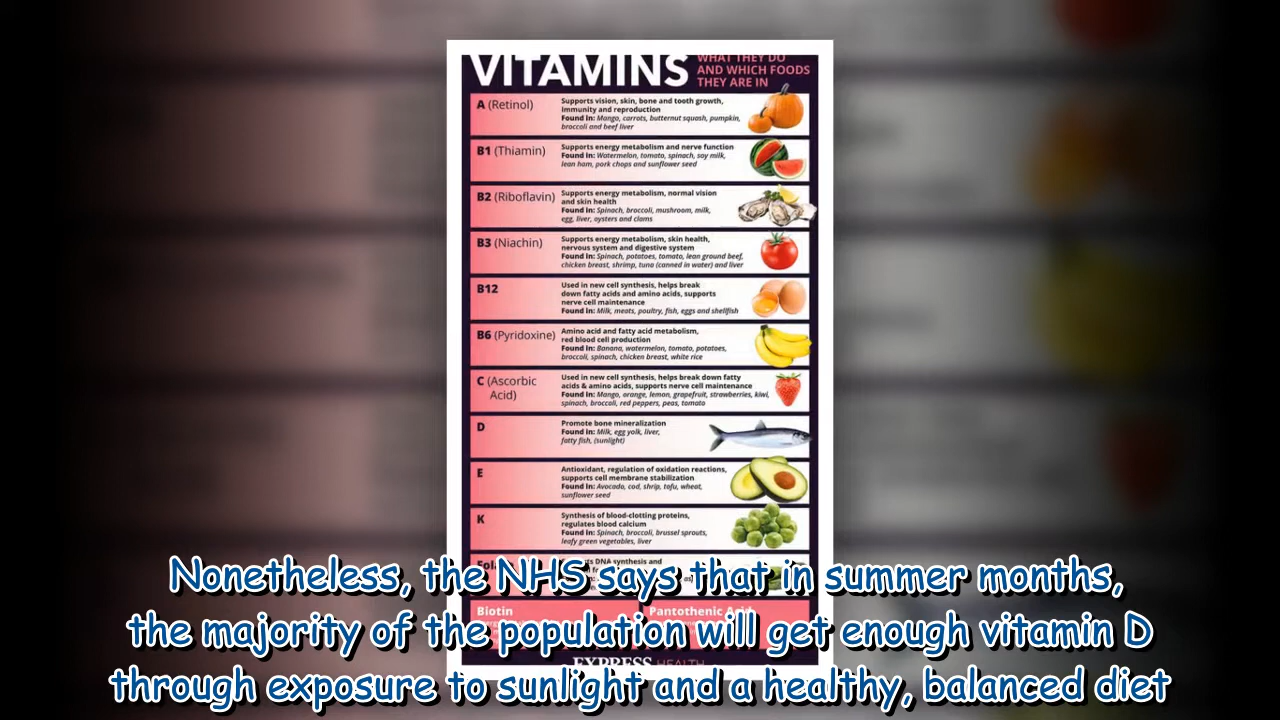 VITAMINS
WHAT THEY DO
AND WHICH FOODS
THEY ARE IN
A (Retinol)
Supports vision, skin, bone and tooth growth,
immunity and reproduction
Found in: Mango, carrots, butternut squash, pumpkin,
broccoli and beef liver
B1 (Thiamin)
Supports energy metabolism and nerve function
Found in: Watermelon, tomato, spinach, soy milk,
lean ham, pork chops and sunflower seed
B2 (Riboflavin)
Supports energy metabolism, normal vision
and skin health
Found in: Spinach, broccoli, mushroom, milk,
egg, liver, oysters and clams
B3 (Niachin)
Supports energy metabolism, skin health,
nervous system and digestive system
Found in: Spinach, potatoes, tomato, lean ground beef,
chicken breast, shrimp, tuna (canned in water) and liver
B12
Used in new cell synthesis, helps break
down fatty acids and amino acids, supports
nerve cell maintenance
Found in: Milk, meats, poultry, fish, eggs and shellfish
B6 (Pyridoxine)
Amino acid and fatty acid metabolism,
red blood cell production
Found in: Banana, watermelon, tomato, potatoes,
broccoli, spinach, chicken breast, white rice
C (Ascorbic
Acid)
Used in new cell synthesis, helps break down fatty
acids & amino acids, supports nerve cell maintenance
Found in: Mango, orange, lemon, grapefruit, strawberries, kiwi,
spinach, broccoli, red peppers, peas, tomato
D
Promote bone mineralization
Found in: Milk, egg yolk, liver,
fatty fish, (sunlight)
E
Antioxidant, regulation of oxidation reactions,
supports cell membrane stabilization
Found in: Avocado, cod, shrip, tofu, wheat,
sunflower seed
K
Synthesis of blood-clotting proteins,
regulates blood calcium
Found in: Spinach, broccoli, brussel sprouts,
leafy green vegetables, liver
DNA synthesis and
Biotin
Pantothenic Acid
EXPRESS HEALTH
Nonetheless, the NHS says that in summer months,
the majority of the population will get enough vitamin D
through exposure to sunlight and a healthy, balanced diet